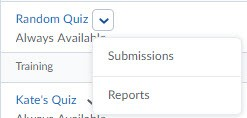 Random Quiz
Always Available
Submissions
Training
Reports
Kate's Quiz